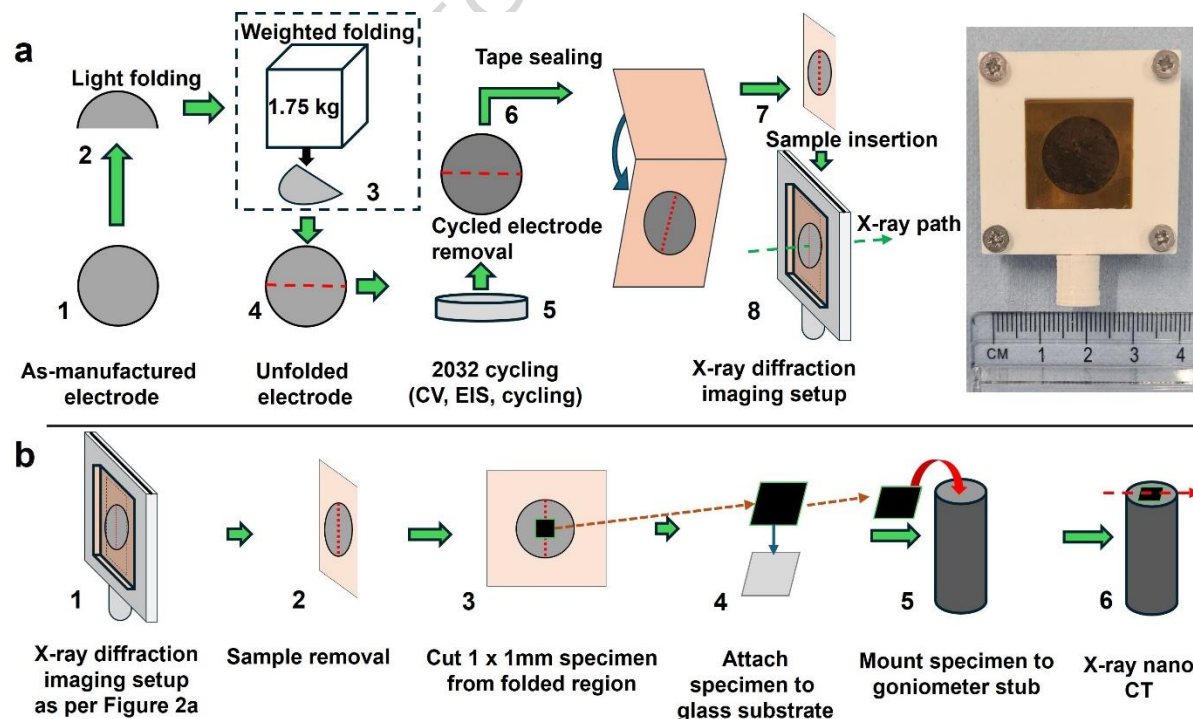 a
Light folding
Weighted folding
1.75 kg
Tape sealing
2
3
6
7
Sample insertion
Cycled electrode
removal
X-ray path
1
4
5
8
As-manufactured
electrode
Unfolded
electrode
2032 cycling
(CV, EIS, cycling)
X-ray diffraction
imaging setup
CM 1 2 3 4
b
1
2
3
4
5
6
X-ray diffraction
imaging setup
as per Figure 2a
Sample removal
Cut 1 x 1mm specimen
from folded region
Attach
specimen to
glass substrate
Mount specimen to
goniometer stub
X-ray nano
CT